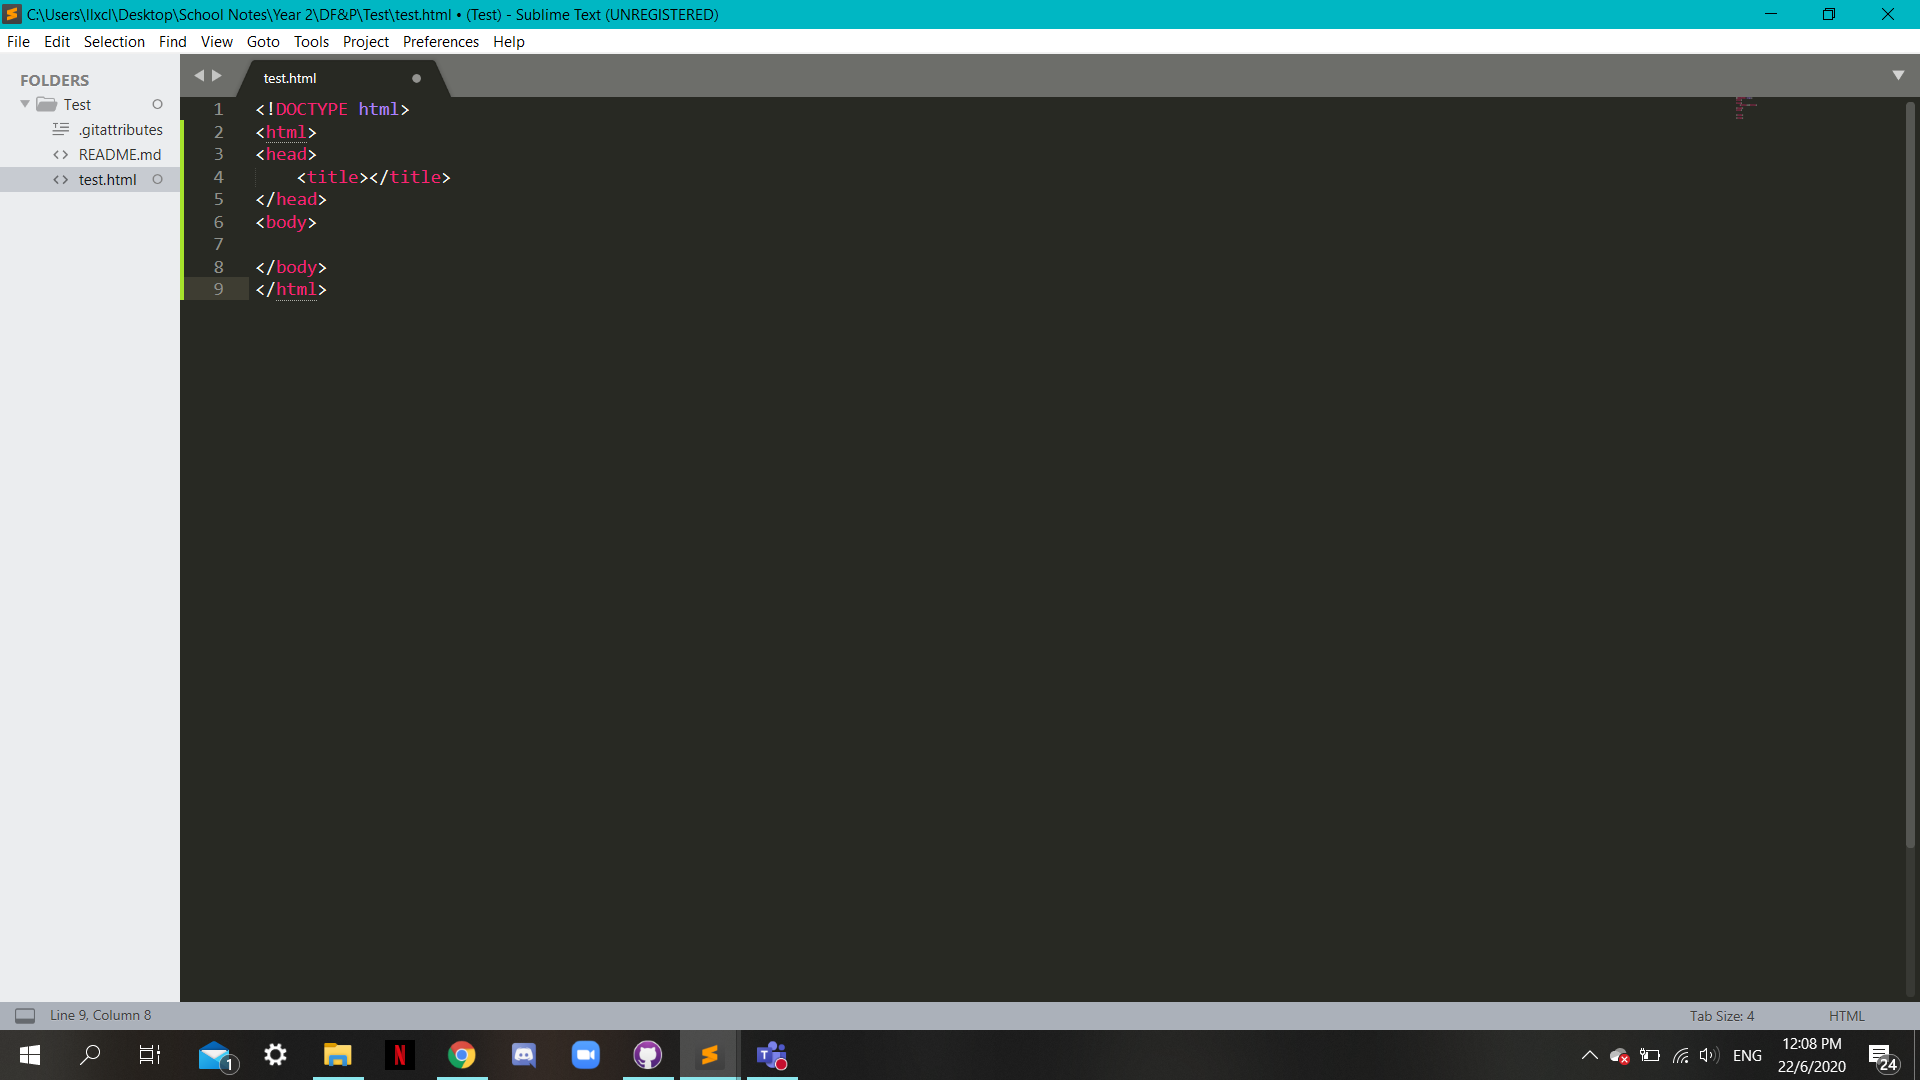 C:\Users\llxcl\Desktop\School Notes\Year 2\DF&P\Test\test.html • (Test) - Sublime Text (UNREGISTERED)
File Edit Selection Find View Goto Tools Project Preferences Help
FOLDERS
Test
.gitattributes
README.md
test.html
test.html
1 <!DOCTYPE html>
2 <html>
3 <head>
4 <title></title>
5 </head>
6 <body>
7
8 </body>
9 </html>
Line 9, Column 8
Tab Size: 4
HTML
1
N
T
ENG
12:08 PM
22/6/2020
24